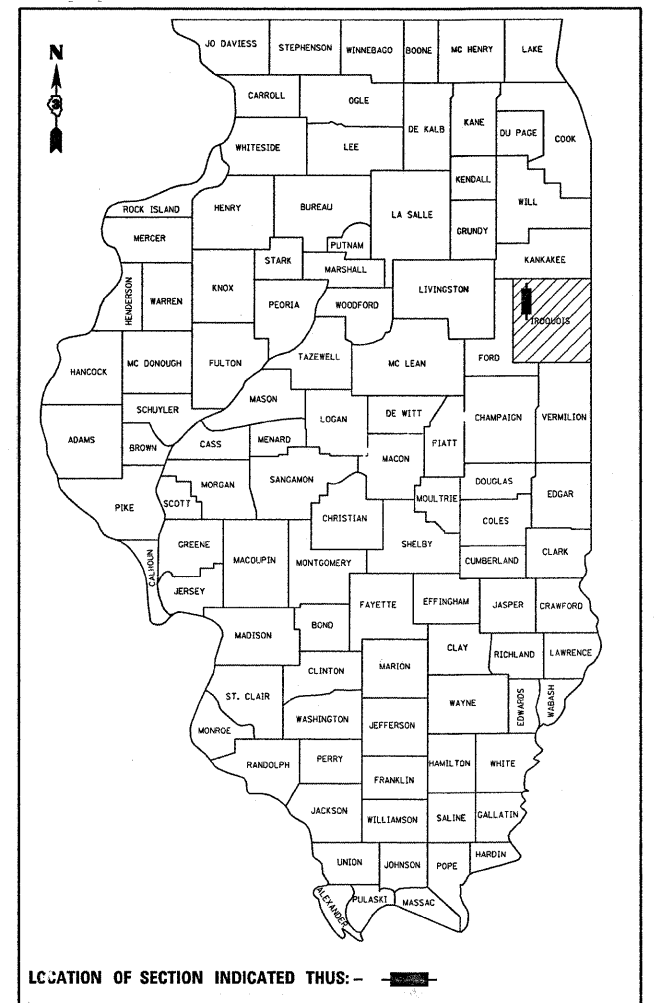 JO DAVIESS STEPHENSON WINNEBAGO BOONE MC HENRY LAKE
N
CARROLL OGLE DE KALB KANE DU PAGE COOK
3
WHITESIDE LEE
KENDALL
ROCK ISLAND HENRY BUREAU LA SALLE WILL
MERCER PUTNAM GRUNDY
STARK MARSHALL KANKAKEE
HENDERSON WARREN KNOX PEORIA WOODFORD LIVINGSTON
IROQUOIS
HANCOCK MC DONOUGH FULTON TAZEWELL MC LEAN FORD
MASON
SCHUYLER LOGAN DE WITT CHAMPAIGN VERMILION
ADAMS BROWN CASS MENARD MACON PIATT
MORGAN SANGAMON DOUGLAS
PIKE SCOTT CHRISTIAN MOULTRIE EDGAR
COLES
GREENE MACOUPIN MONTGOMERY SHELBY CLARK
CALHOUN CUMBERLAND
JERSEY
FAYETTE EFFINGHAM JASPER CRAWFORD
MADISON BOND
CLAY RICHLAND LAWRENCE
CLINTON MARION
ST. CLAIR WAYNE EDWARDS WABASH
WASHINGTON JEFFERSON
MONROE
RANDOLPH PERRY HAMILTON WHITE
FRANKLIN
JACKSON WILLIAMSON SALINE GALLATIN
UNION JOHNSON POPE HARDIN
ALEXANDER PULASKI MASSAC
LOCATION OF SECTION INDICATED THUS: –